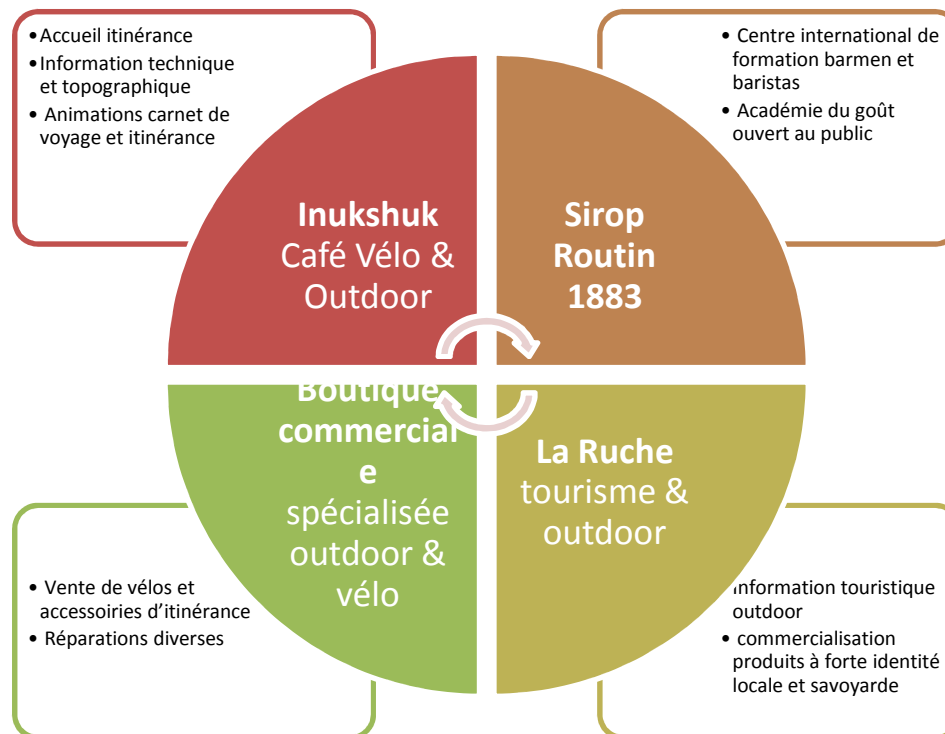 •Accueil itinérance
•Information technique
et topographique
• Animations carnet de
voyage et itinérance
• Centre international de
formation barmen et
baristas
• Académie du goût
ouvert au public
Inukshuk
Café Vélo &
Outdoor
Sirop
Routin
1883
Boutique
commercial
e
spécialisée
outdoor &
vélo
La Ruche
tourisme &
outdoor
• Vente de vélos et
accessoiries d’itinérance
• Réparations diverses
Information touristique
outdoor
• commercialisation
produits à forte identité
locale et savoyarde